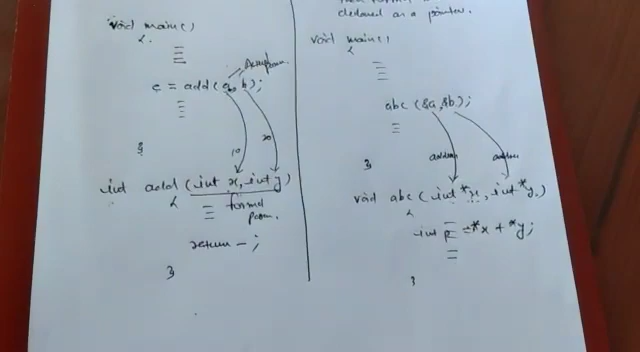 void main()
{
Actual param.
c = add(a, b);
10
20
}
int add (int x, int y)
{
formal
param.
return – ;
}
declared as a pointer.
void main()
{
abc (&a, &b);
}
address
address
void abc (int *x, int *y)
{
int p = *x + *y;
}